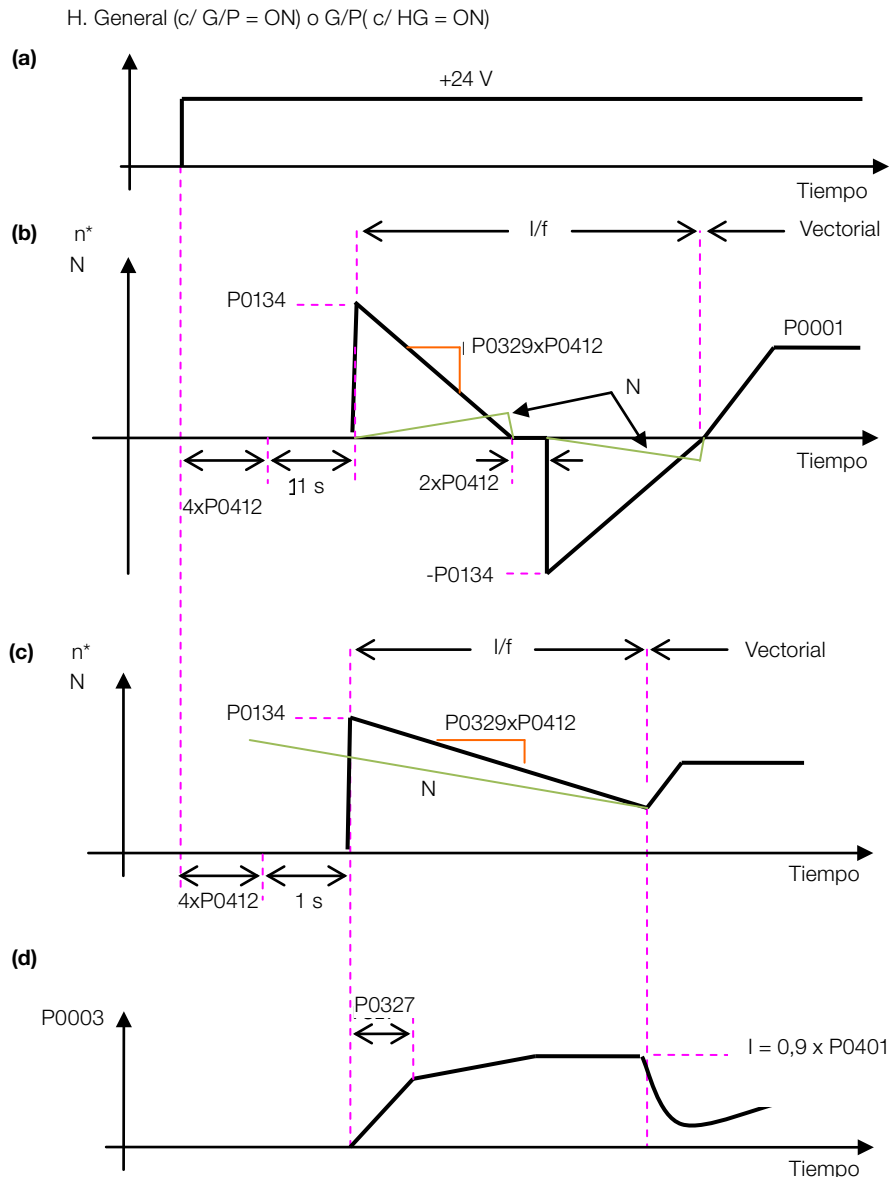 H. General (c/ G/P = ON) o G/P( c/ HG = ON)
(a)
+24 V
Tiempo
(b)
n*
N
I/f
Vectorial
P0134
P0329xP0412
P0001
N
Tiempo
4xP0412
1 s
2xP0412
-P0134
(c)
n*
N
I/f
Vectorial
P0134
P0329xP0412
N
Tiempo
4xP0412
1 s
(d)
P0327
P0003
I = 0,9 x P0401
Tiempo